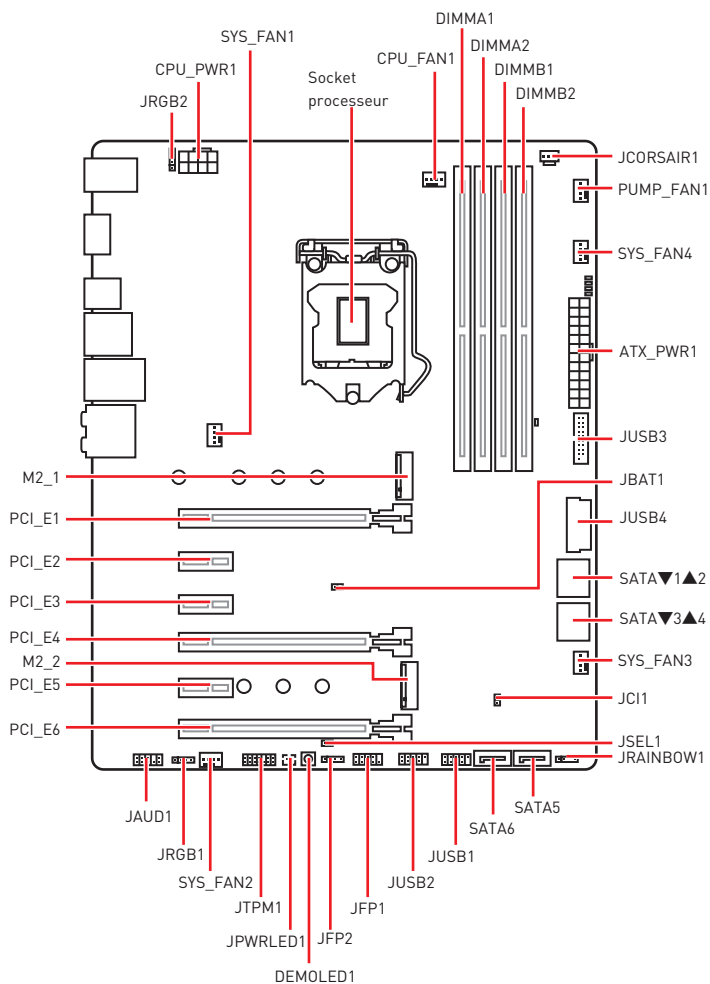 DIMMA1
SYS_FAN1
DIMMA2
CPU_FAN1
CPU_PWR1
DIMMB1
Socket
processeur
JRGB2
DIMMB2
JCORSAIR1
PUMP_FAN1
SYS_FAN4
ATX_PWR1
JUSB3
M2_1
JBAT1
PCI_E1
JUSB4
PCI_E2
SATA▼1▲2
PCI_E3
SATA▼3▲4
PCI_E4
M2_2
SYS_FAN3
PCI_E5
JCI1
PCI_E6
JSEL1
JRAINBOW1
JAUD1
SATA5
SATA6
JRGB1
JUSB1
SYS_FAN2
JUSB2
JTPM1
JFP1
JPWRLED1
JFP2
DEMOLED1